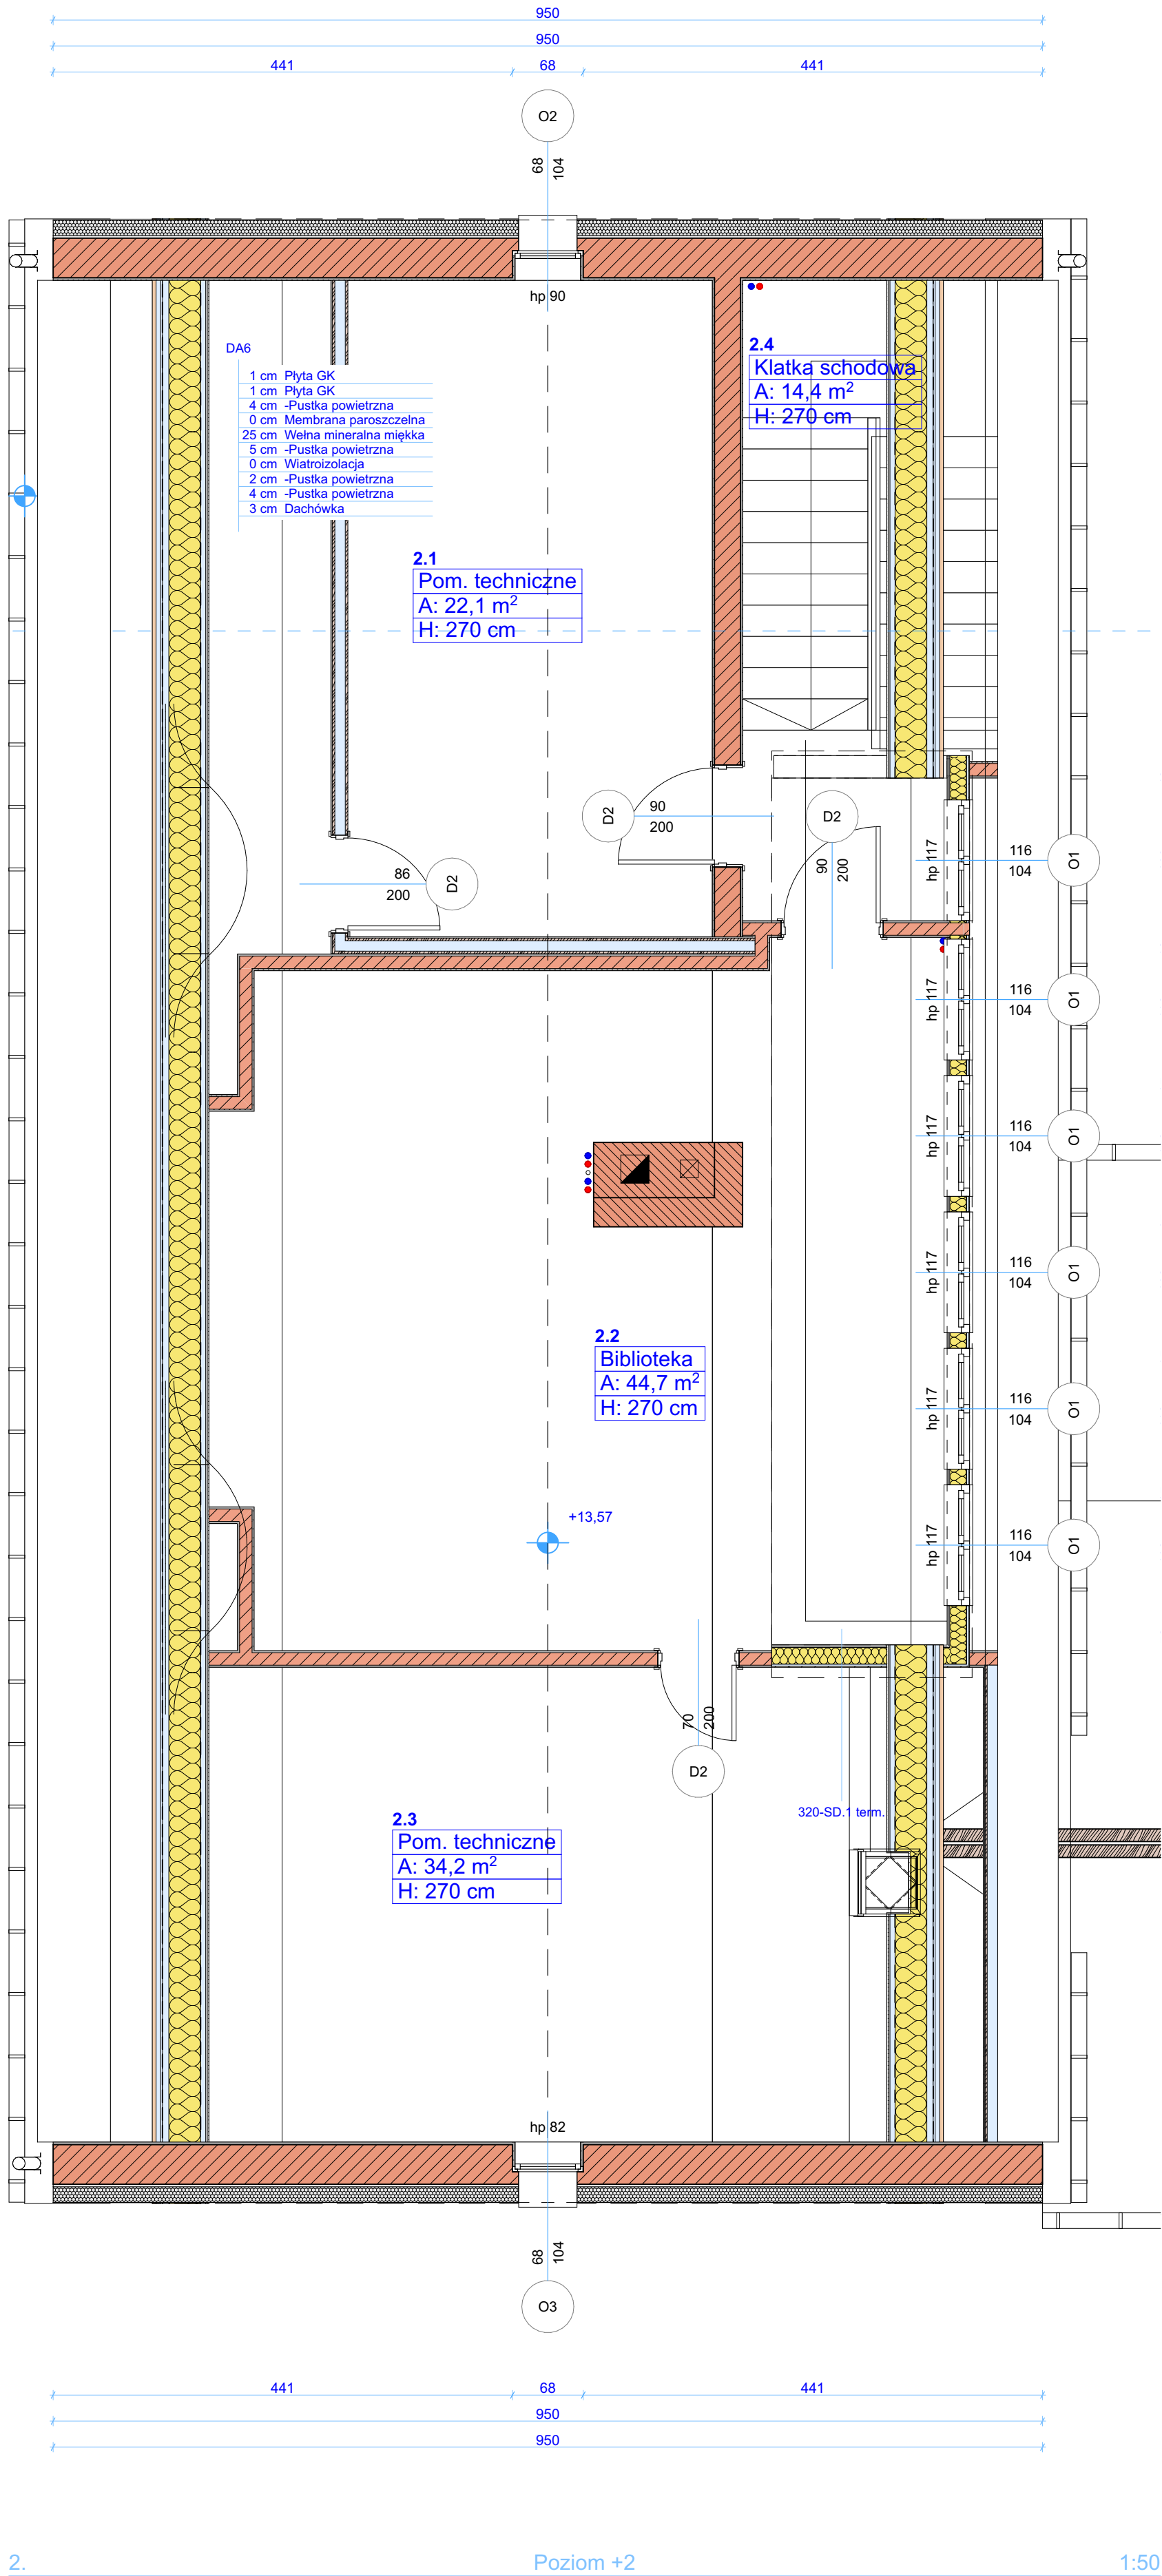 950
950
441 68 441
O2
68
104
hp 90
2.4
Klatka schodowa
A: 14,4 m²
H: 270 cm
DA6
1 cm Płyta GK
1 cm Płyta GK
4 cm -Pustka powietrzna
0 cm Membrana paroszczelna
25 cm Wełna mineralna miękka
5 cm -Pustka powietrzna
0 cm Wiatroizolacja
2 cm -Pustka powietrzna
4 cm -Pustka powietrzna
3 cm Dachówka
2.1
Pom. techniczne
A: 22,1 m²
H: 270 cm
D2
90
200
D2
90
200
86
200
D2
hp 117
116
104
O1
hp 117
116
104
O1
hp 117
116
104
O1
hp 117
116
104
O1
2.2
Biblioteka
A: 44,7 m²
H: 270 cm
hp 117
116
104
O1
+13,57
hp 117
116
104
O1
70
200
D2
320-SD.1 term.
2.3
Pom. techniczne
A: 34,2 m²
H: 270 cm
hp 82
68
104
O3
441 68 441
950
950
2. Poziom +2 1:50